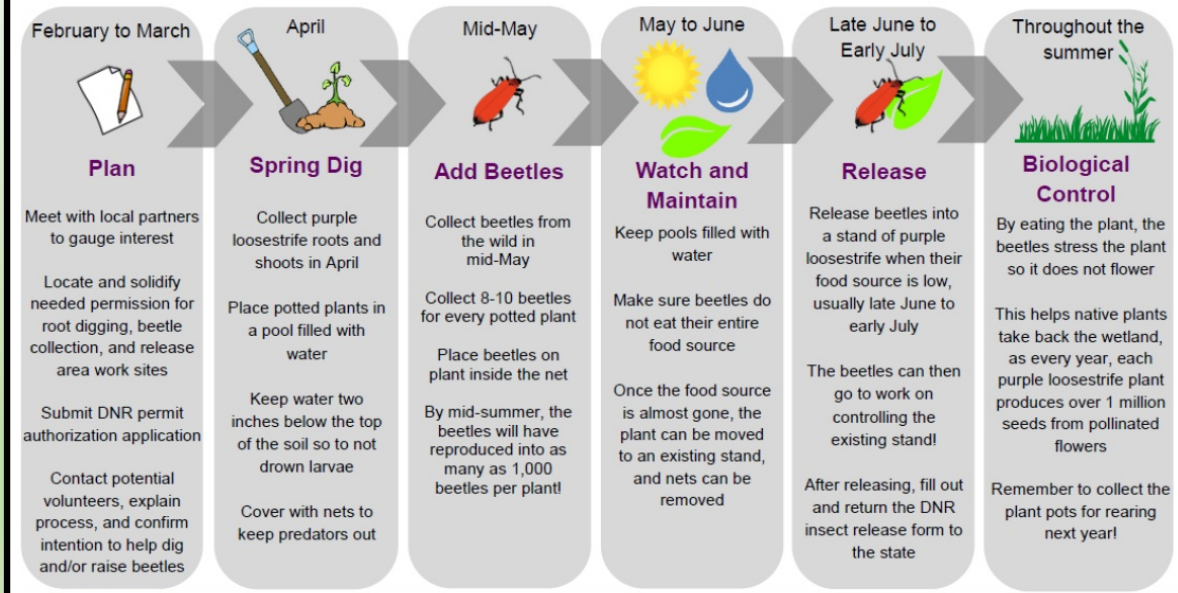 February to March
Plan
Meet with local partners
to gauge interest
Locate and solidify
needed permission for
root digging, beetle
collection, and release
area work sites
Submit DNR permit
authorization application
Contact potential
volunteers, explain
process, and confirm
intention to help dig
and/or raise beetles
April
Spring Dig
Collect purple
loosestrife roots and
shoots in April
Place potted plants in
a pool filled with
water
Keep water two
inches below the top
of the soil so to not
drown larvae
Cover with nets to
keep predators out
Mid-May
Add Beetles
Collect beetles from
the wild in
mid-May
Collect 8-10 beetles
for every potted plant
Place beetles on
plant inside the net
By mid-summer, the
beetles will have
reproduced into as
many as 1,000
beetles per plant!
May to June
Watch and
Maintain
Keep pools filled with
water
Make sure beetles do
not eat their entire
food source
Once the food source
is almost gone, the
plant can be moved
to an existing stand,
and nets can be
removed
Late June to
Early July
Release
Release beetles into
a stand of purple
loosestrife when their
food source is low,
usually late June to
early July
The beetles can then
go to work on
controlling the
existing stand!
After releasing, fill out
and return the DNR
insect release form to
the state
Throughout the
summer
Biological
Control
By eating the plant, the
beetles stress the plant
so it does not flower
This helps native plants
take back the wetland,
as every year, each
purple loosestrife plant
produces over 1 million
seeds from pollinated
flowers
Remember to collect the
plant pots for rearing
next year!